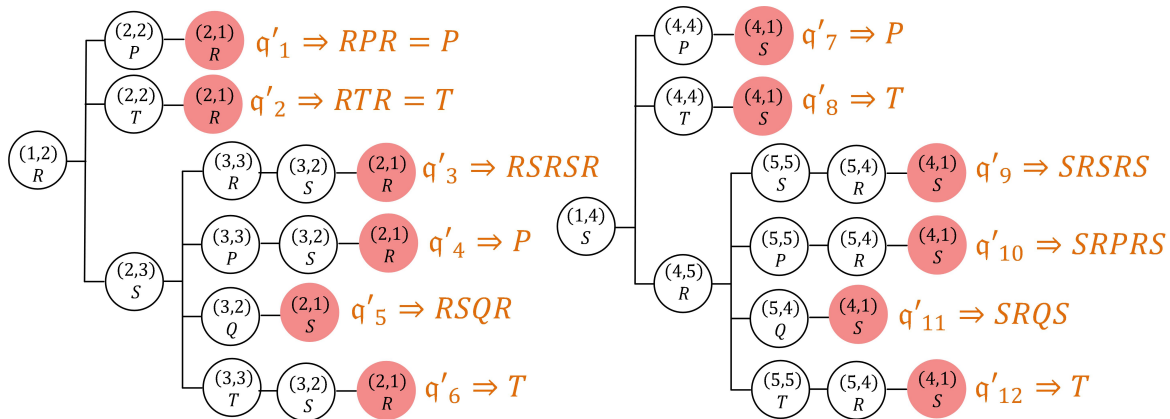 (2,2) P (2,1) R q'₁ ⇒ RPR = P
(2,2) T (2,1) R q'₂ ⇒ RTR = T
(1,2) R
(3,3) R (3,2) S (2,1) R q'₃ ⇒ RSRSR
(3,3) P (3,2) S (2,1) R q'₄ ⇒ P
(2,3) S
(3,2) Q (2,1) S q'₅ ⇒ RSQR
(3,3) T (3,2) S (2,1) R q'₆ ⇒ T
(4,4) P (4,1) S q'₇ ⇒ P
(4,4) T (4,1) S q'₈ ⇒ T
(5,5) S (5,4) R (4,1) S q'₉ ⇒ SRSRS
(1,4) S
(5,5) P (5,4) R (4,1) S q'₁₀ ⇒ SRPRS
(4,5) R
(5,4) Q (4,1) S q'₁₁ ⇒ SRQS
(5,5) T (5,4) R (4,1) S q'₁₂ ⇒ T